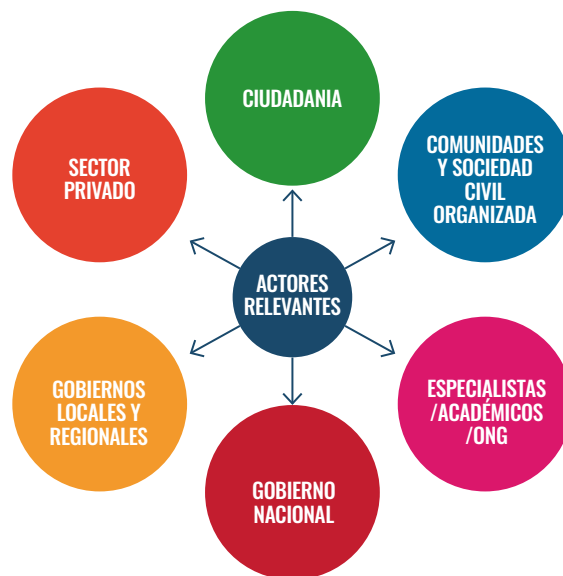 CIUDADANIA
SECTOR
PRIVADO
COMUNIDADES
Y SOCIEDAD
CIVIL
ORGANIZADA
ACTORES
RELEVANTES
GOBIERNOS
LOCALES Y
REGIONALES
ESPECIALISTAS
/ACADÉMICOS
/ONG
GOBIERNO
NACIONAL